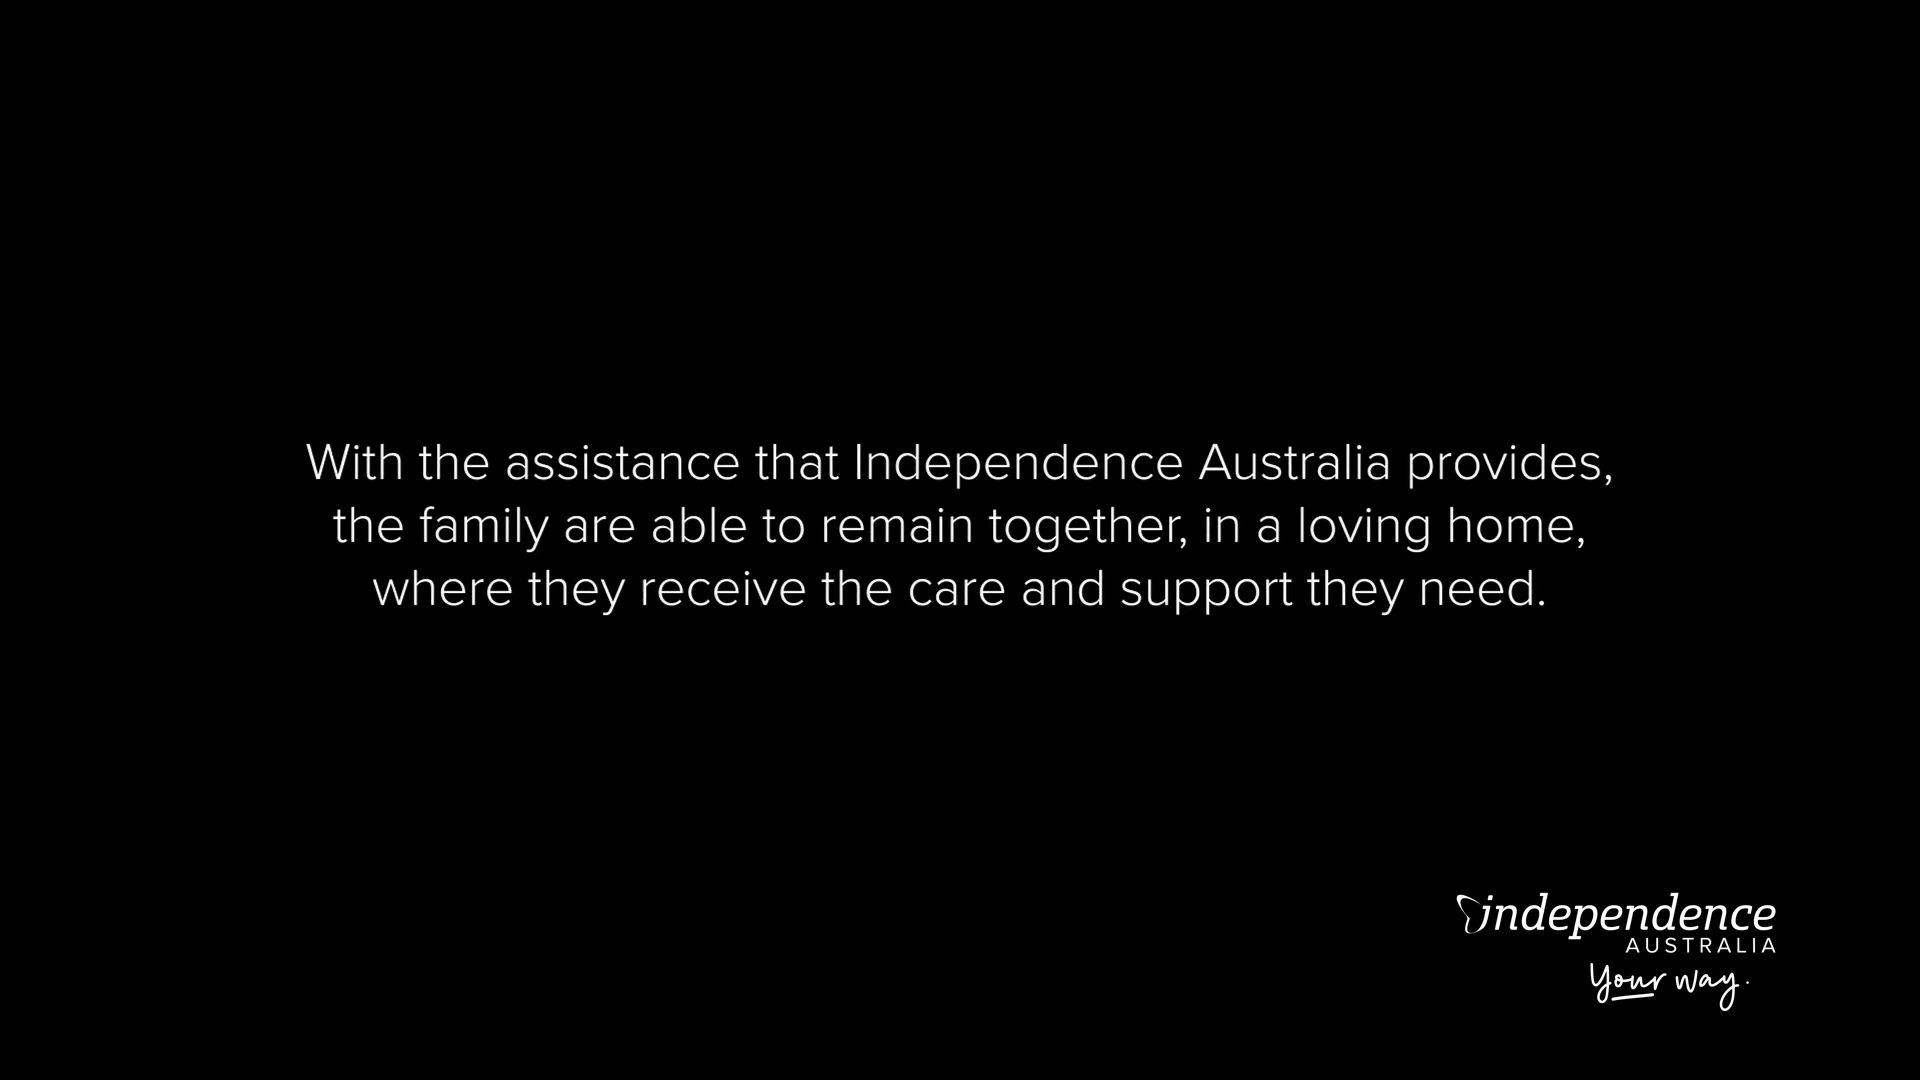 With the assistance that Independence Australia provides,
the family are able to remain together, in a loving home,
where they receive the care and support they need.
independence
AUSTRALIA
Your way.